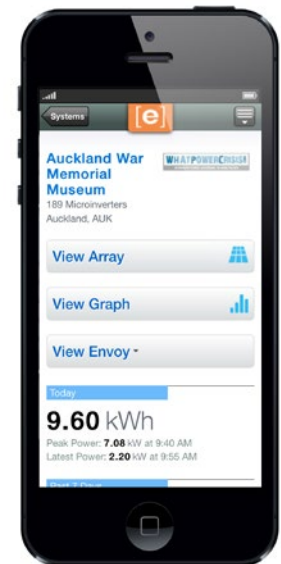 Systems
[e]
Auckland War
Memorial
Museum
WHATPOWERCRISIS?
189 Microinverters
Auckland, AUK
View Array
View Graph
View Envoy
Today
9.60 kWh
Peak Power: 7.08 kW at 9:40 AM
Latest Power: 2.20 kW at 9:55 AM
Past 7 Days